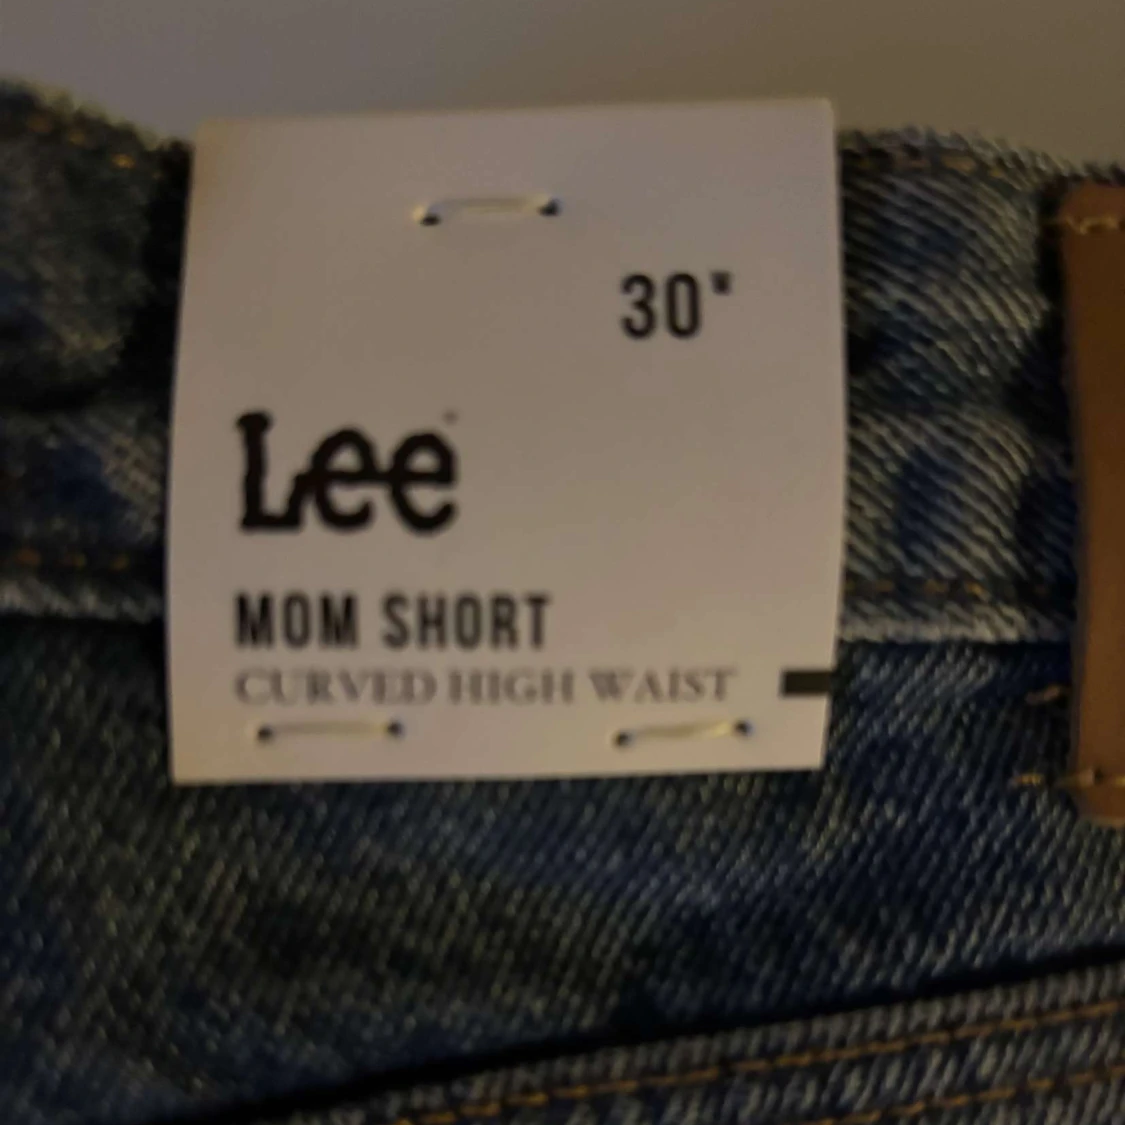 30"
Lee
MOM SHORT
CURVED HIGH WAIST